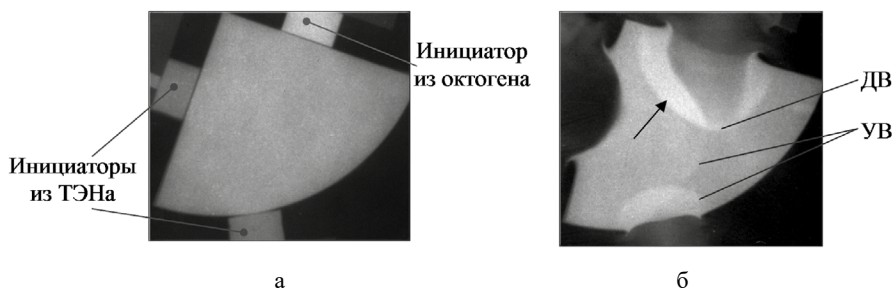 Инициатор
из октогена
Инициаторы
из ТЭНа
ДВ
УВ
а
б